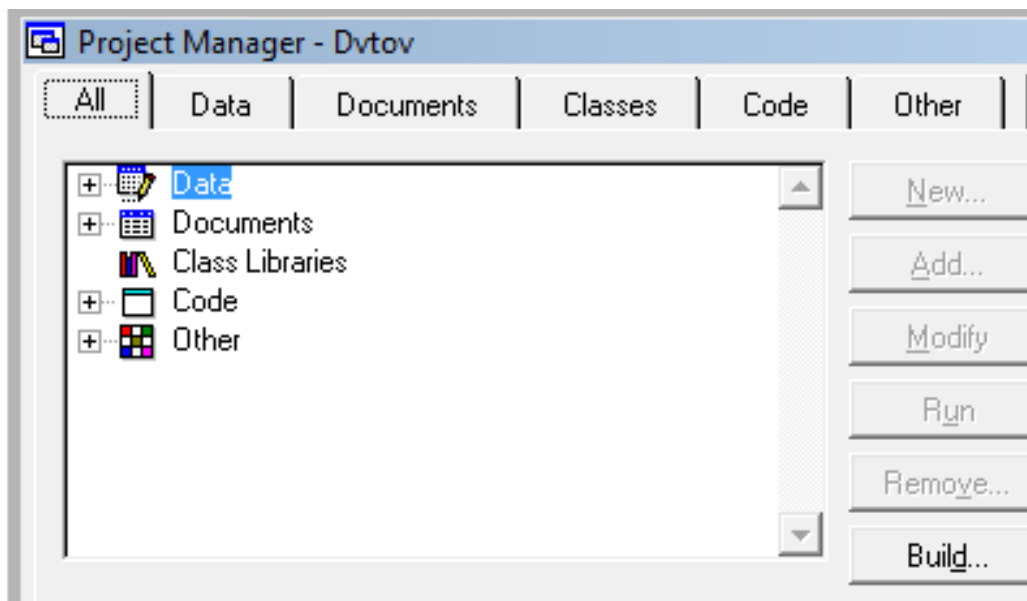 Project Manager - Dvtov
All Data Documents Classes Code Other
Data
Documents
Class Libraries
Code
Other
New...
Add...
Modify
Run
Remove...
Build...